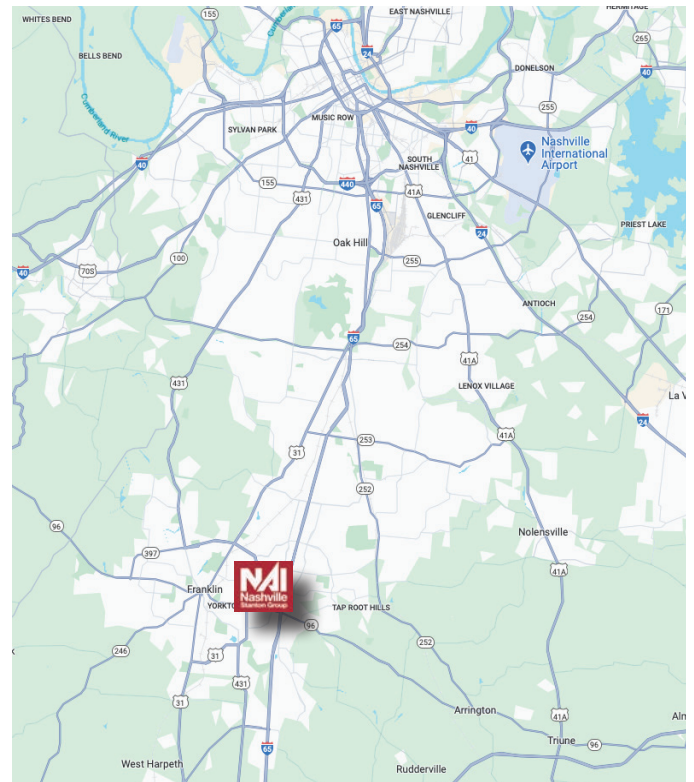 WHITES BEND
155
65
EAST NASHVILLE
HERMITAGE
265
Cumberland
24
BELLS BEND
DONELSON
40
Cumberland River
255
SYLVAN PARK
MUSIC ROW
40
Nashville
International
Airport
40
SOUTH
NASHVILLE
41
155
440
431
41A
65
GLENCLIFF
PRIEST LAKE
24
Oak Hill
100
255
40
70S
ANTIOCH
171
254
65
254
41A
431
LENOX VILLAGE
La V
24
31
253
41A
252
96
Nolensville
397
41A
NAI
Nashville
Stanton Group
Franklin
YORKTO
TAP ROOT HILLS
96
252
246
31
431
31
Arrington
41A
Aln
Triune
96
65
West Harpeth
Rudderville